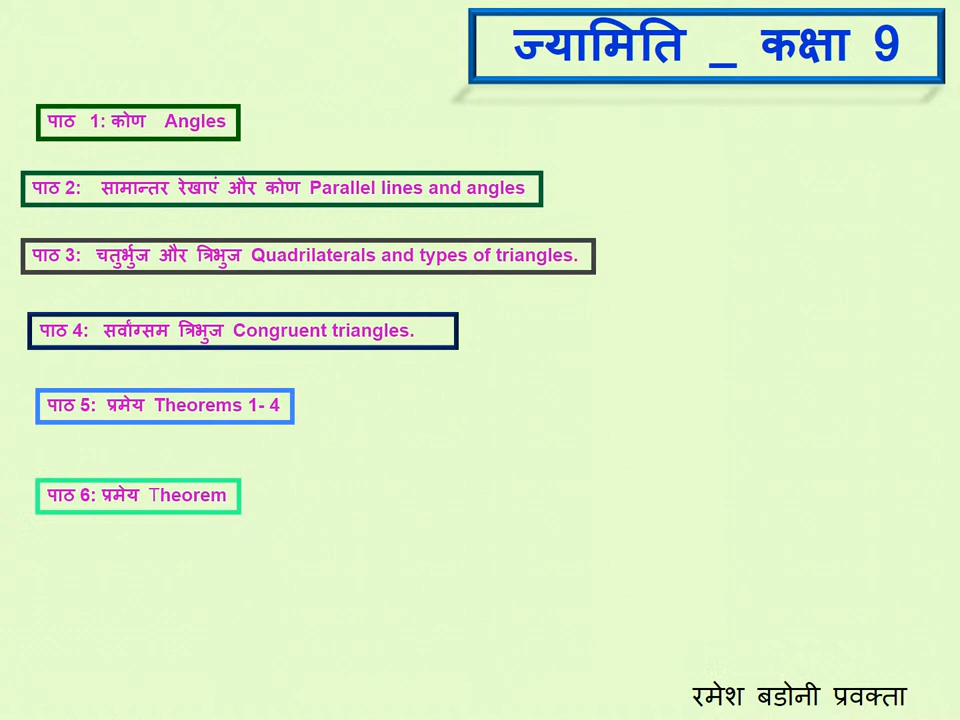 ज्यामिति _ कक्षा 9
पाठ 1: कोण Angles
पाठ 2: सामान्तर रेखाएं और कोण Parallel lines and angles
पाठ 3: चतुर्भुज और त्रिभुज Quadrilaterals and types of triangles.
पाठ 4: सर्वांग्सम त्रिभुज Congruent triangles.
पाठ 5: प्रमेय Theorems 1- 4
पाठ 6: प्रमेय Theorem
रमेश बडोनी प्रवक्ता